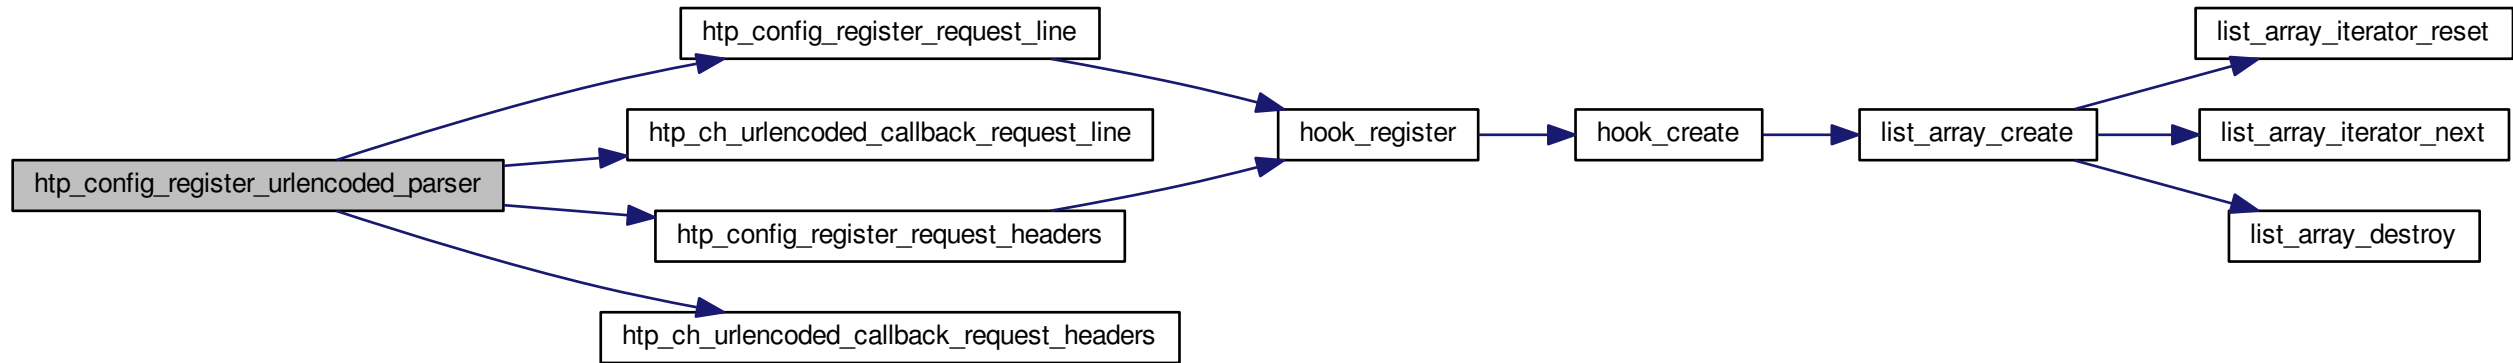 htp_config_register_urlencoded_parser
htp_config_register_request_line
htp_ch_urlencoded_callback_request_line
htp_config_register_request_headers
htp_ch_urlencoded_callback_request_headers
hook_register
hook_create
list_array_create
list_array_iterator_reset
list_array_iterator_next
list_array_destroy